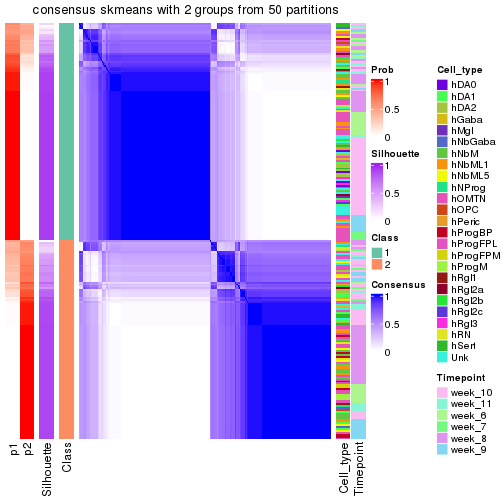 consensus skmeans with 2 groups from 50 partitions
Prob
1
0.5
0
Silhouette
1
0.5
0
Class
1
2
Consensus
1
0.5
0
Cell_type
hDA0
hDA1
hDA2
hGaba
hMgl
hNbGaba
hNbM
hNbML1
hNbML5
hNProg
hOMTN
hOPC
hPeric
hProgBP
hProgFPL
hProgFPM
hProgM
hRgl1
hRgl2a
hRgl2b
hRgl2c
hRgl3
hRN
hSert
Unk
Timepoint
week_10
week_11
week_6
week_7
week_8
week_9
p1
p2
Silhouette
Class
Cell_type
Timepoint